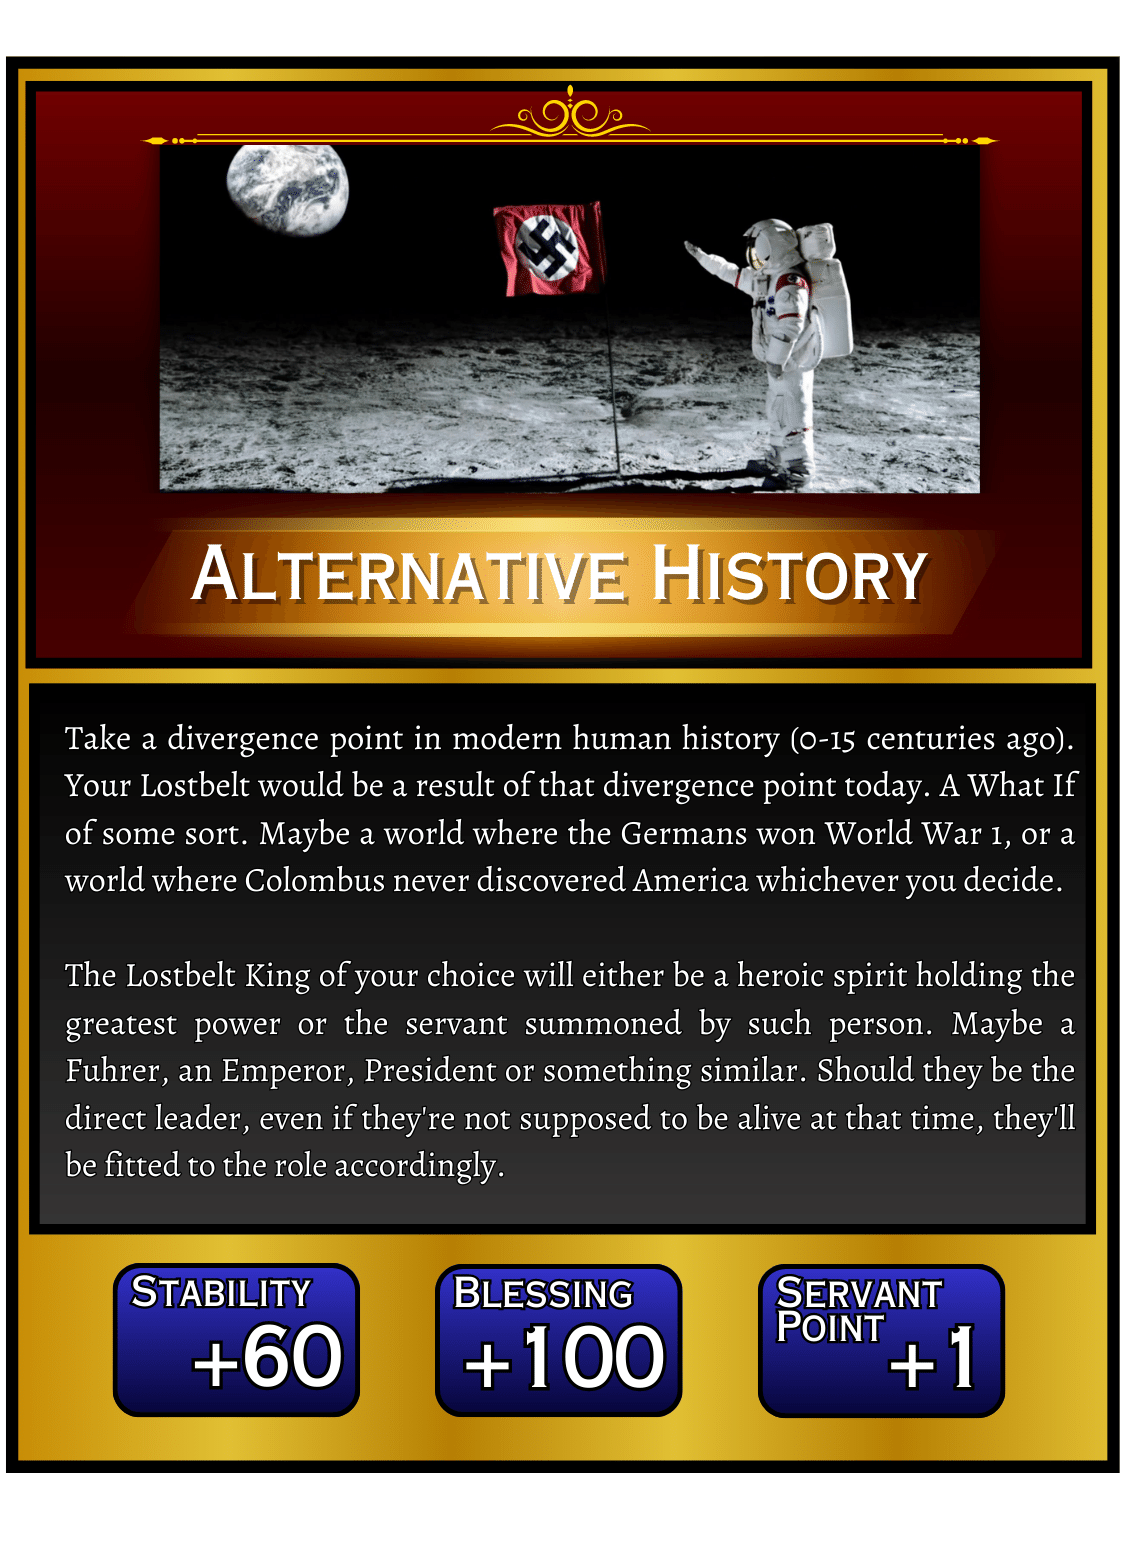 Alternative History
Take a divergence point in modern human history (0-15 centuries ago).
Your Lostbelt would be a result of that divergence point today. A What If
of some sort. Maybe a world where the Germans won World War 1, or a
world where Colombus never discovered America whichever you decide.
The Lostbelt King of your choice will either be a heroic spirit holding the
greatest power or the servant summoned by such person. Maybe a
Fuhrer, an Emperor, President or something similar. Should they be the
direct leader, even if they're not supposed to be alive at that time, they'll
be fitted to the role accordingly.
Stability
+60
Blessing
+100
Servant
Point
+1